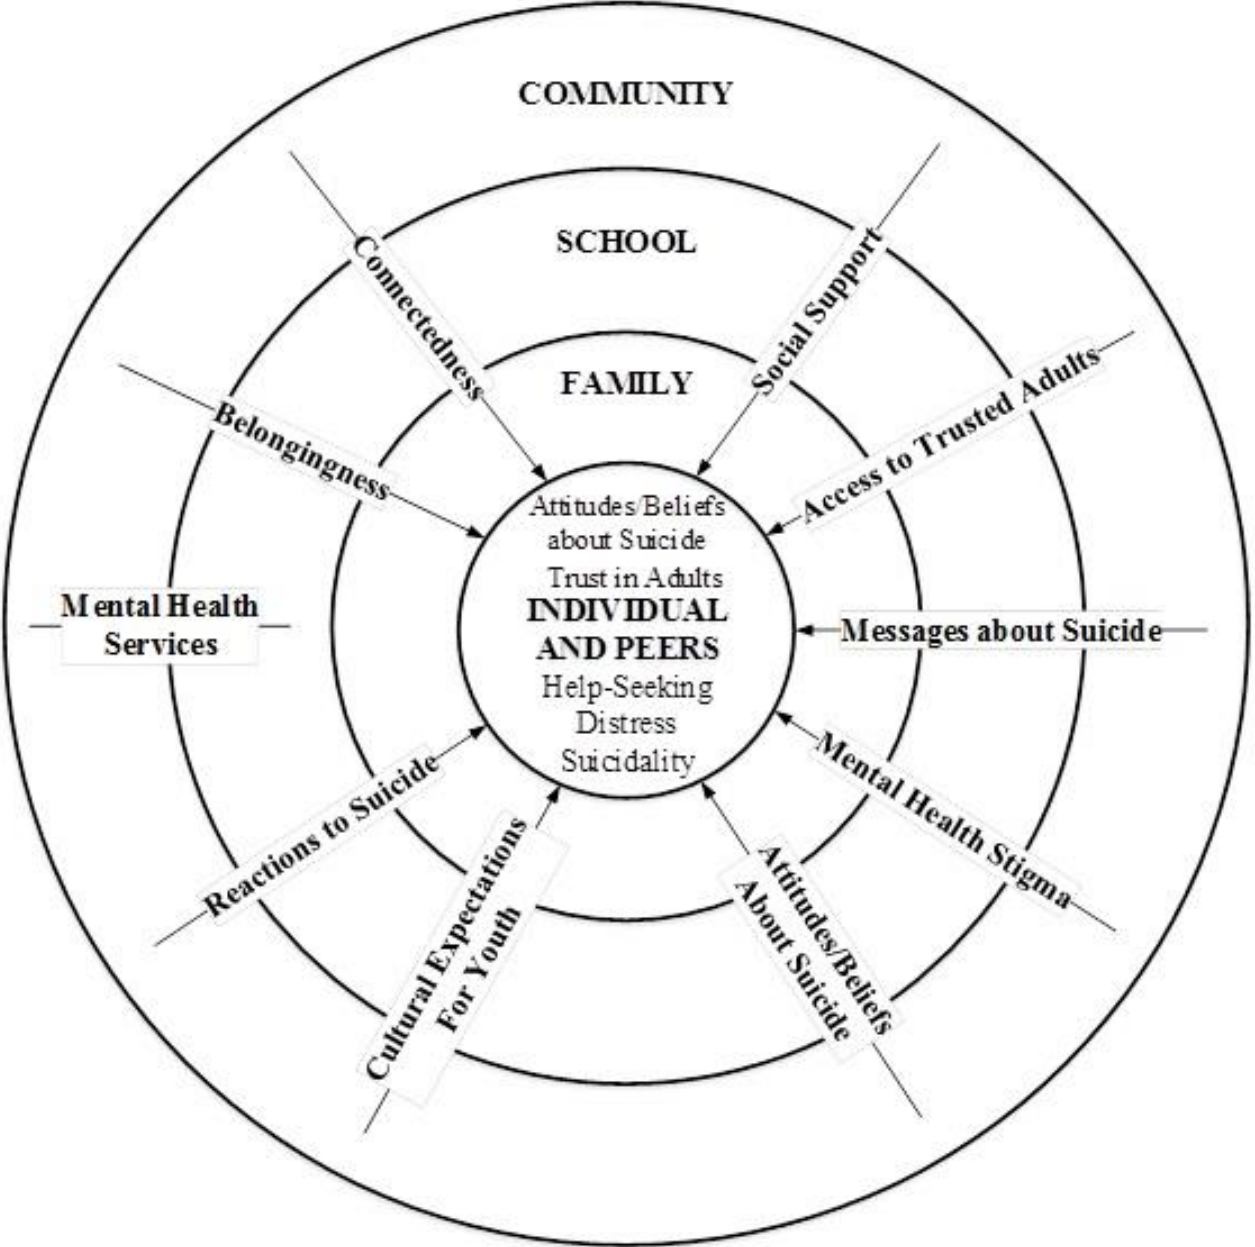 COMMUNITY
SCHOOL
FAMILY
Connectedness
Social Support
Belongingness
Access to Trusted Adults
Attitudes/Beliefs
about Suicide
Trust in Adults
INDIVIDUAL
AND PEERS
Help-Seeking
Distress
Suicidality
Mental Health
Services
Messages about Suicide
Reactions to Suicide
Mental Health Stigma
Cultural Expectations
For Youth
Attitudes/Beliefs
About Suicide